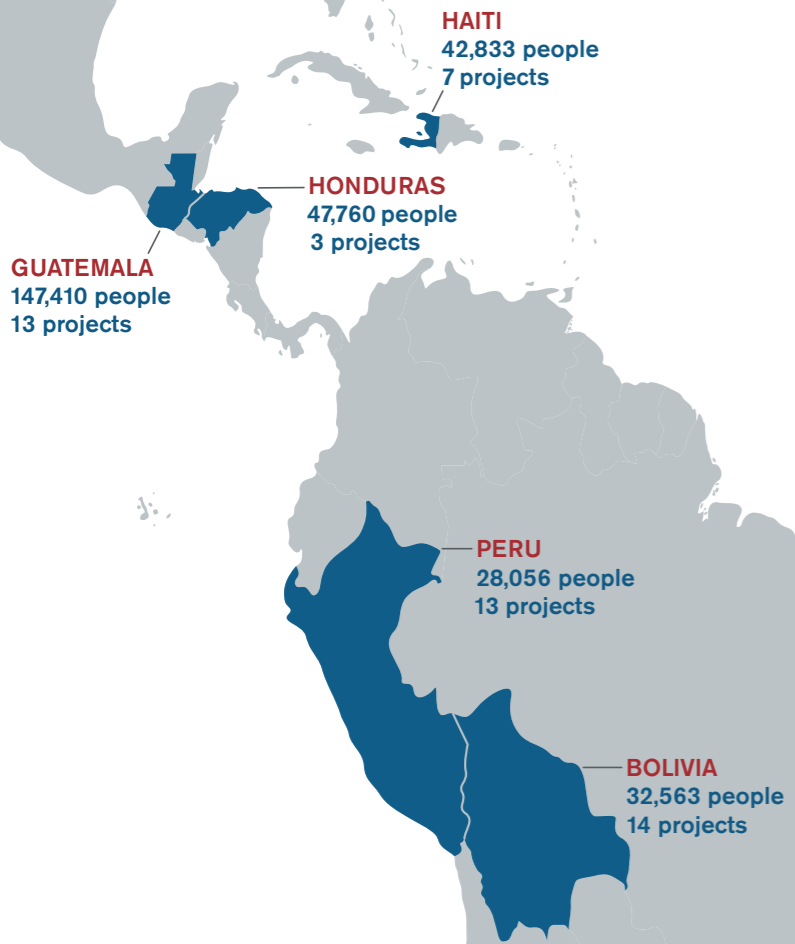 HAITI
42,833 people
7 projects
HONDURAS
47,760 people
3 projects
GUATEMALA
147,410 people
13 projects
PERU
28,056 people
13 projects
BOLIVIA
32,563 people
14 projects